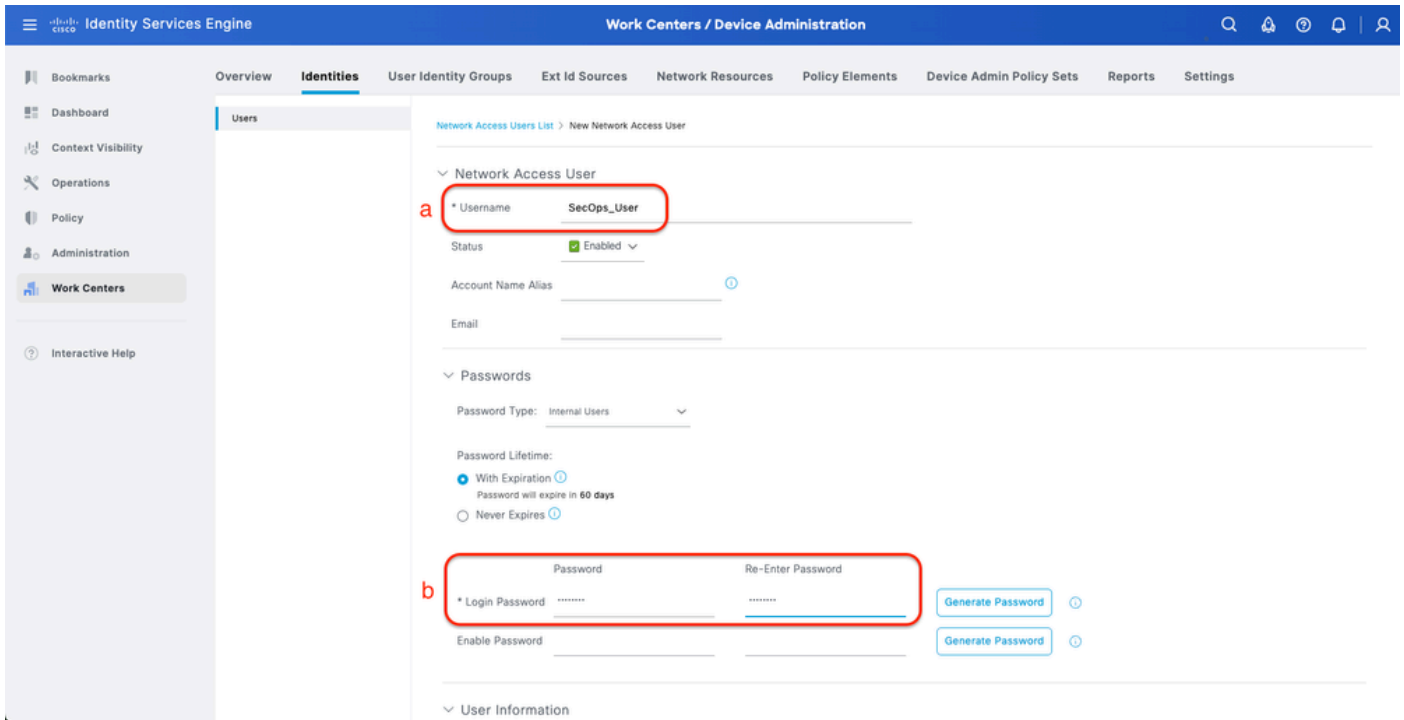 cisco Identity Services Engine
Work Centers / Device Administration
Bookmarks
Dashboard
Context Visibility
Operations
Policy
Administration
Work Centers
Interactive Help
Overview Identities User Identity Groups Ext Id Sources Network Resources Policy Elements Device Admin Policy Sets Reports Settings
Users
Network Access Users List > New Network Access User
Network Access User
a
* Username SecOps_User
Status Enabled
Account Name Alias
Email
Passwords
Password Type: Internal Users
Password Lifetime:
With Expiration
Password will expire in 60 days
Never Expires
b
Password Re-Enter Password
* Login Password ········ ········ Generate Password
Enable Password Generate Password
User Information